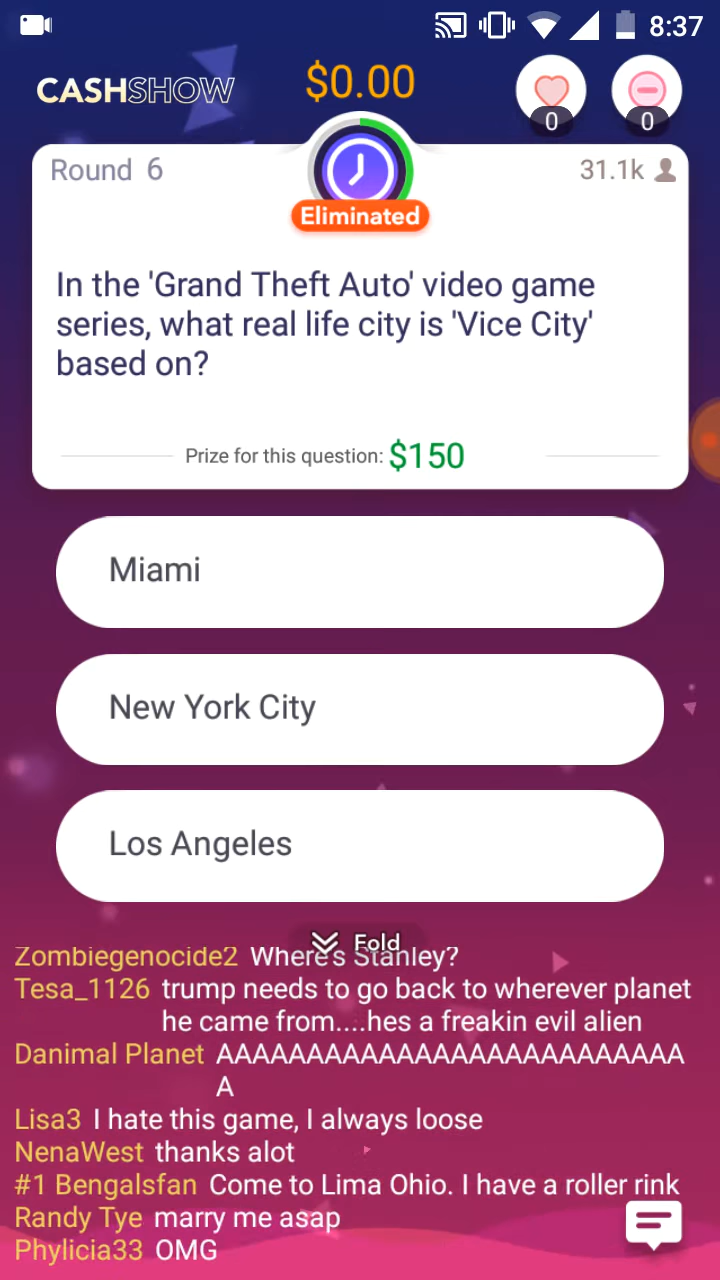 8:37
CASHSHOW
$0.00
0
0
Round 6
31.1k
Eliminated
In the 'Grand Theft Auto' video game
series, what real life city is 'Vice City'
based on?
Prize for this question: $150
Miami
New York City
Los Angeles
Fold
Zombiegenocide2 Where's Stanley?
Tesa_1126 trump needs to go back to wherever planet
he came from....hes a freakin evil alien
Danimal Planet AAAAAAAAAAAAAAAAAAAAAAAAAA
A
Lisa3 I hate this game, I always loose
NenaWest thanks alot
#1 Bengalsfan Come to Lima Ohio. I have a roller rink
Randy Tye marry me asap
Phylicia33 OMG